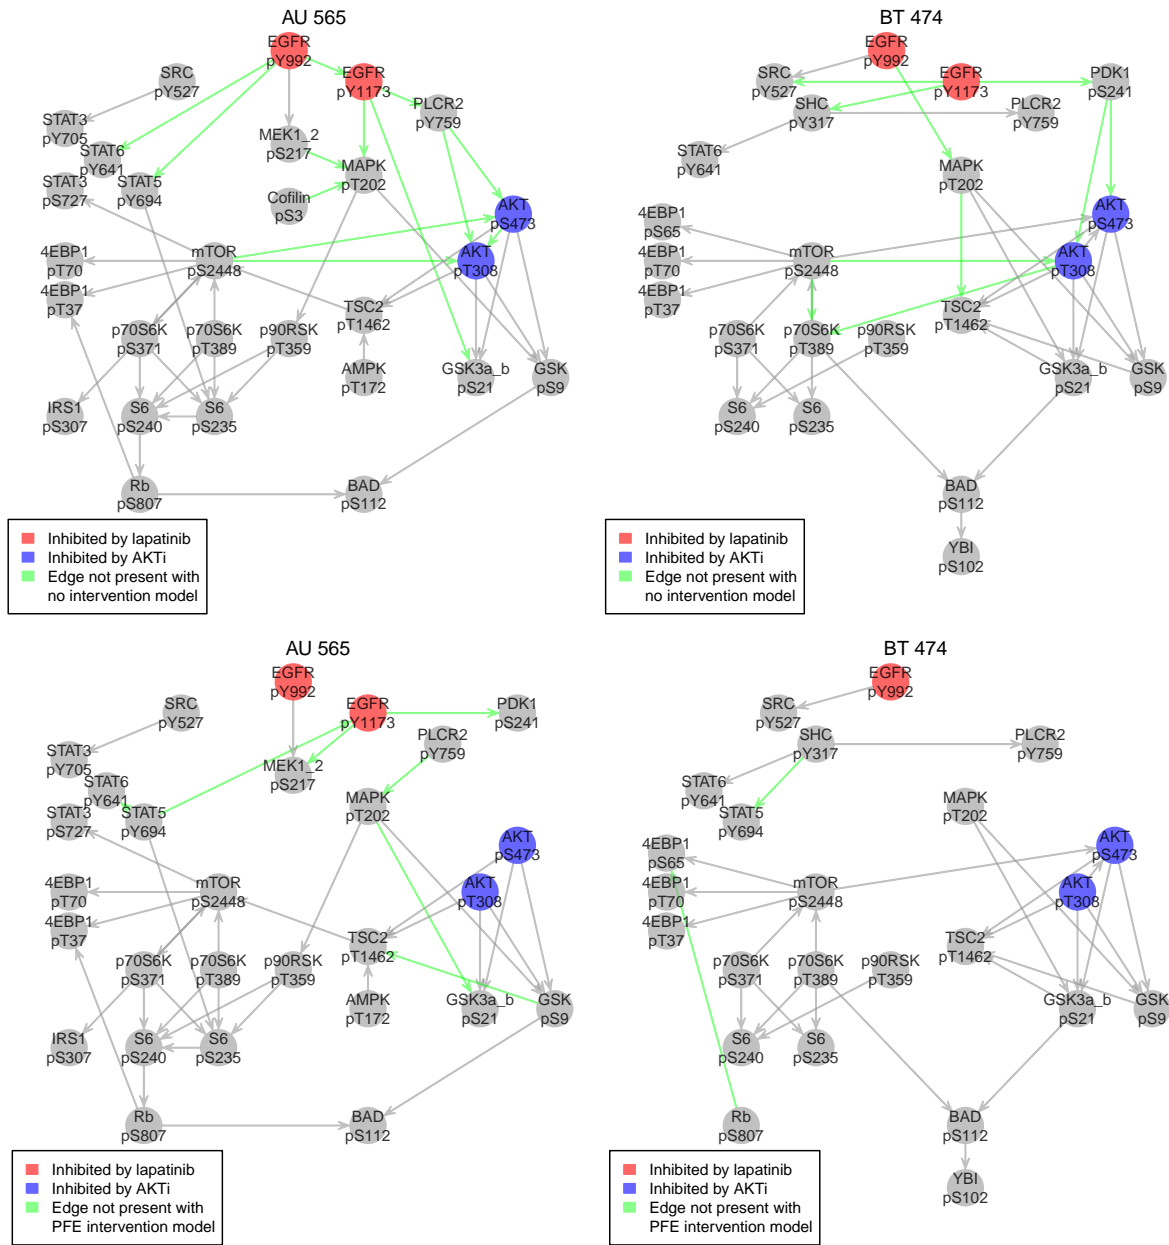 AU 565
EGFR
pY992
SRC
pY527
EGFR
pY1173
PLCR2
pY759
STAT3
pY705
MEK1_2
pS217
STAT6
pY641
STAT3
pS727
STAT5
pY694
MAPK
pT202
Cofilin
pS3
AKT
pS473
4EBP1
pT70
mTOR
pS2448
AKT
pT308
4EBP1
pT37
TSC2
pT1462
p70S6K
pS371
p70S6K
pT389
p90RSK
pT359
AMPK
pT172
GSK3a_b
pS21
GSK
pS9
IRS1
pS307
S6
pS240
S6
pS235
Rb
pS807
BAD
pS112
Inhibited by lapatinib
Inhibited by AKTi
Edge not present with
no intervention model
BT 474
EGFR
pY992
SRC
pY527
EGFR
pY1173
PDK1
pS241
SHC
pY317
PLCR2
pY759
STAT6
pY641
MAPK
pT202
4EBP1
pS65
AKT
pS473
4EBP1
pT70
mTOR
pS2448
AKT
pT308
4EBP1
pT37
TSC2
pT1462
p70S6K
pS371
p70S6K
pT389
p90RSK
pT359
GSK3a_b
pS21
GSK
pS9
S6
pS240
S6
pS235
BAD
pS112
YBI
pS102
Inhibited by lapatinib
Inhibited by AKTi
Edge not present with
no intervention model
AU 565
EGFR
pY992
SRC
pY527
EGFR
pY1173
PDK1
pS241
PLCR2
pY759
STAT3
pY705
MEK1_2
pS217
STAT6
pY641
STAT3
pS727
STAT5
pY694
MAPK
pT202
AKT
pS473
4EBP1
pT70
mTOR
pS2448
AKT
pT308
4EBP1
pT37
TSC2
pT1462
p70S6K
pS371
p70S6K
pT389
p90RSK
pT359
AMPK
pT172
GSK3a_b
pS21
GSK
pS9
IRS1
pS307
S6
pS240
S6
pS235
Rb
pS807
BAD
pS112
Inhibited by lapatinib
Inhibited by AKTi
Edge not present with
PFE intervention model
BT 474
EGFR
pY992
SRC
pY527
SHC
pY317
PLCR2
pY759
STAT6
pY641
STAT5
pY694
MAPK
pT202
4EBP1
pS65
AKT
pS473
4EBP1
pT70
mTOR
pS2448
AKT
pT308
4EBP1
pT37
TSC2
pT1462
p70S6K
pS371
p70S6K
pT389
p90RSK
pT359
GSK3a_b
pS21
GSK
pS9
S6
pS240
S6
pS235
Rb
pS807
BAD
pS112
YBI
pS102
Inhibited by lapatinib
Inhibited by AKTi
Edge not present with
PFE intervention model